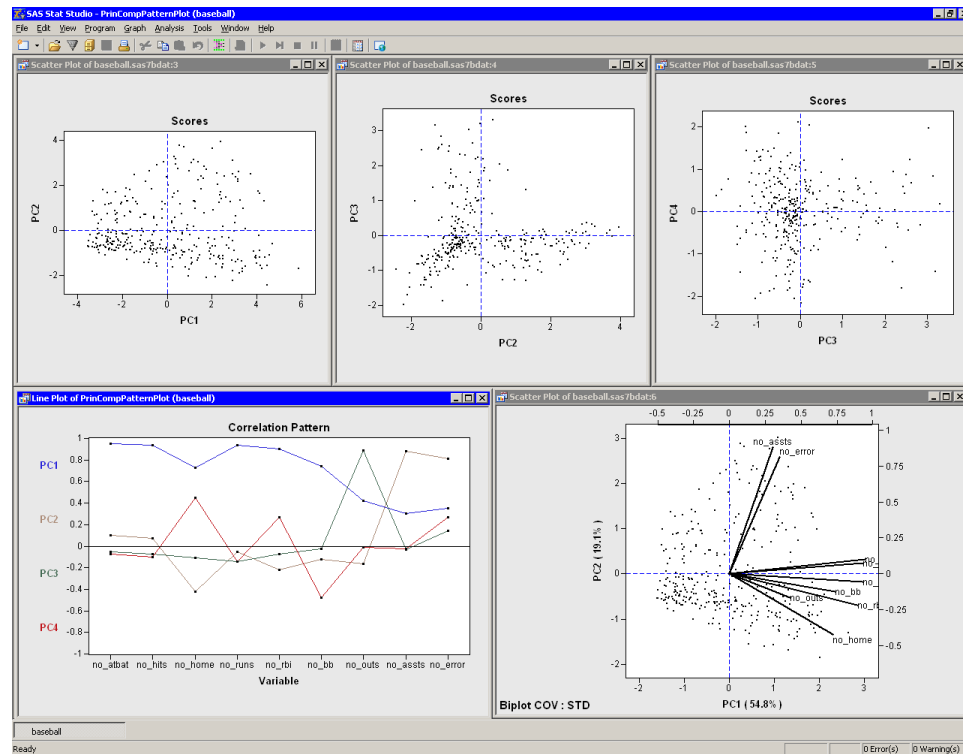 SAS Stat Studio - PrinCompPatternPlot (baseball)
File Edit View Program Graph Analysis Tools Window Help
Scatter Plot of baseball.sas7bdat:3
Scores
4
2
0
-2
PC2
-4 -2 0 2 4 6
PC1
Scatter Plot of baseball.sas7bdat:4
Scores
3
2
1
0
-1
-2
PC3
-2 0 2 4
PC2
Scatter Plot of baseball.sas7bdat:5
Scores
2
1
0
-1
-2
PC4
-2 -1 0 1 2 3
PC3
Line Plot of PrinCompPatternPlot (baseball)
Correlation Pattern
PC1
PC2
PC3
PC4
1
0.8
0.6
0.4
0.2
0
-0.2
-0.4
-0.6
-0.8
-1
no_atbat no_hits no_home no_runs no_rbi no_bb no_outs no_assts no_error
Variable
Scatter Plot of baseball.sas7bdat:6
-0.5 -0.25 0 0.25 0.5 0.75 1
3
2
1
0
-1
-2
PC2 ( 19.1% )
1
0.75
0.5
0.25
0
-0.25
-0.5
no_assts
no_error
no_bb
no_outs
no_rb
no_home
-2 -1 0 1 2 3
PC1 ( 54.8% )
Biplot COV : STD
baseball
Ready
0 Error(s) 0 Warning(s)